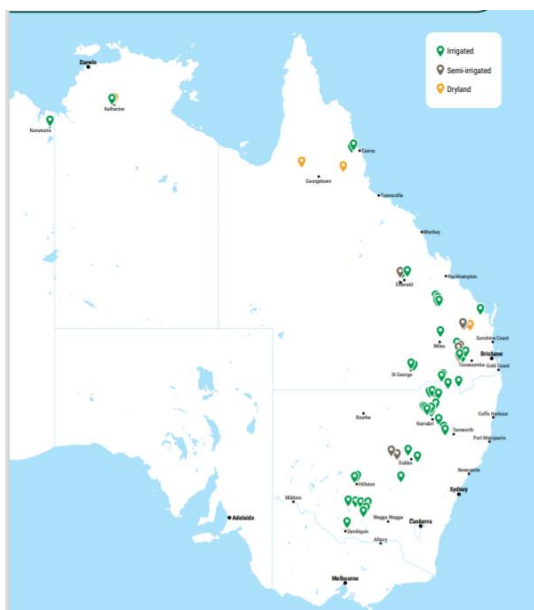 Irrigated
Semi-irrigated
Dryland
Darwin
Katherine
Kununurra
Cairns
Georgetown
Townsville
Mackay
Rockhampton
Emerald
Sunshine Coast
Miles
Brisbane
Toowoomba
Gold Coast
St George
Coffs Harbour
Bourke
Narrabri
Tamworth
Port Macquarie
Dubbo
Newcastle
Hillston
Mildura
Sydney
Adelaide
Wagga Wagga
Canberra
Deniliquin
Albury
Melbourne